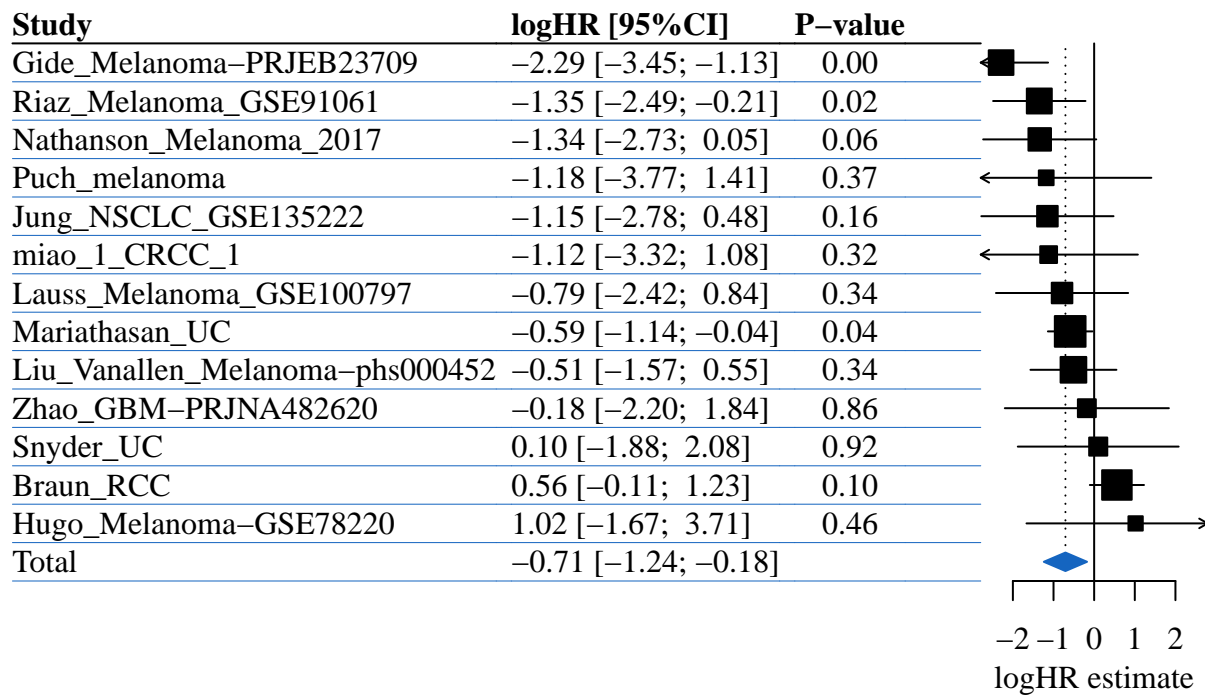 Study logHR [95%CI] P−value
Gide_Melanoma−PRJEB23709 −2.29 [−3.45; −1.13] 0.00
Riaz_Melanoma_GSE91061 −1.35 [−2.49; −0.21] 0.02
Nathanson_Melanoma_2017 −1.34 [−2.73; 0.05] 0.06
Puch_melanoma −1.18 [−3.77; 1.41] 0.37
Jung_NSCLC_GSE135222 −1.15 [−2.78; 0.48] 0.16
miao_1_CRCC_1 −1.12 [−3.32; 1.08] 0.32
Lauss_Melanoma_GSE100797 −0.79 [−2.42; 0.84] 0.34
Mariathasan_UC −0.59 [−1.14; −0.04] 0.04
Liu_Vanallen_Melanoma−phs000452 −0.51 [−1.57; 0.55] 0.34
Zhao_GBM−PRJNA482620 −0.18 [−2.20; 1.84] 0.86
Snyder_UC 0.10 [−1.88; 2.08] 0.92
Braun_RCC 0.56 [−0.11; 1.23] 0.10
Hugo_Melanoma−GSE78220 1.02 [−1.67; 3.71] 0.46
Total −0.71 [−1.24; −0.18]
−2 −1 0 1 2
logHR estimate